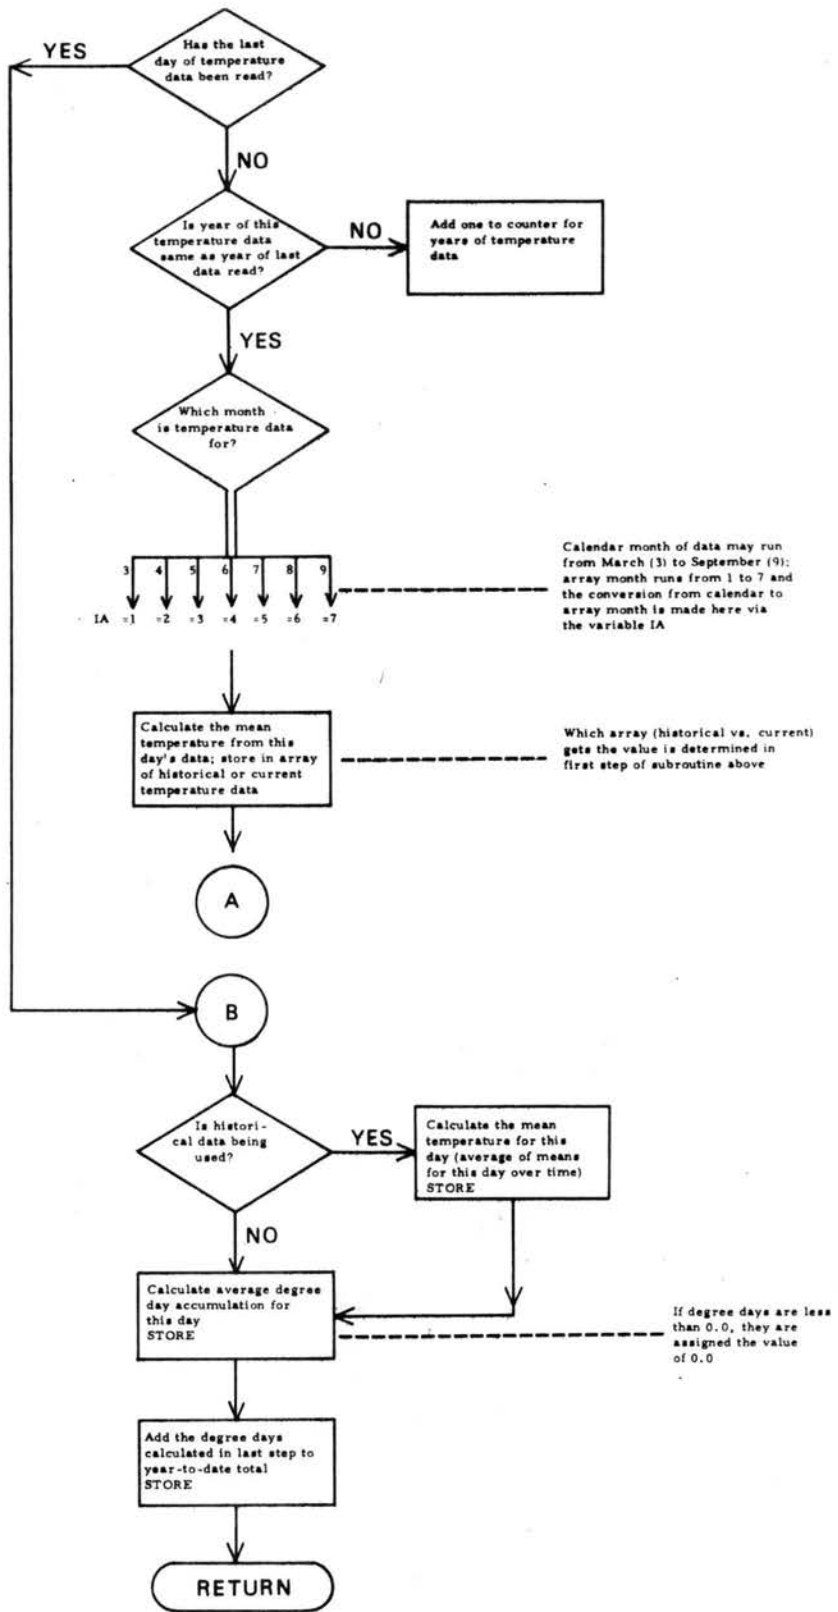 Has the last
day of temperature
data been read?
YES
NO
Is year of this
temperature data
same as year of last
data read?
NO
Add one to counter for
years of temperature
data
YES
Which month
is temperature data
for?
3 4 5 6 7 8 9
IA =1 =2 =3 =4 =5 =6 =7
Calendar month of data may run
from March (3) to September (9);
array month runs from 1 to 7 and
the conversion from calendar to
array month is made here via
the variable IA
Calculate the mean
temperature from this
day's data; store in array
of historical or current
temperature data
Which array (historical vs. current)
gets the value is determined in
first step of subroutine above
A
B
Is histori-
cal data being
used?
YES
Calculate the mean
temperature for this
day (average of means
for this day over time)
STORE
NO
Calculate average degree
day accumulation for
this day
STORE
If degree days are less
than 0.0, they are
assigned the value
of 0.0
Add the degree days
calculated in last step to
year-to-date total
STORE
RETURN